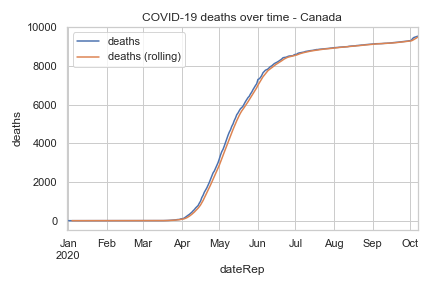 COVID-19 deaths over time - Canada
deaths
deaths (rolling)
10000
8000
6000
4000
2000
0
deaths
Jan Feb Mar Apr May Jun Jul Aug Sep Oct
2020
dateRep